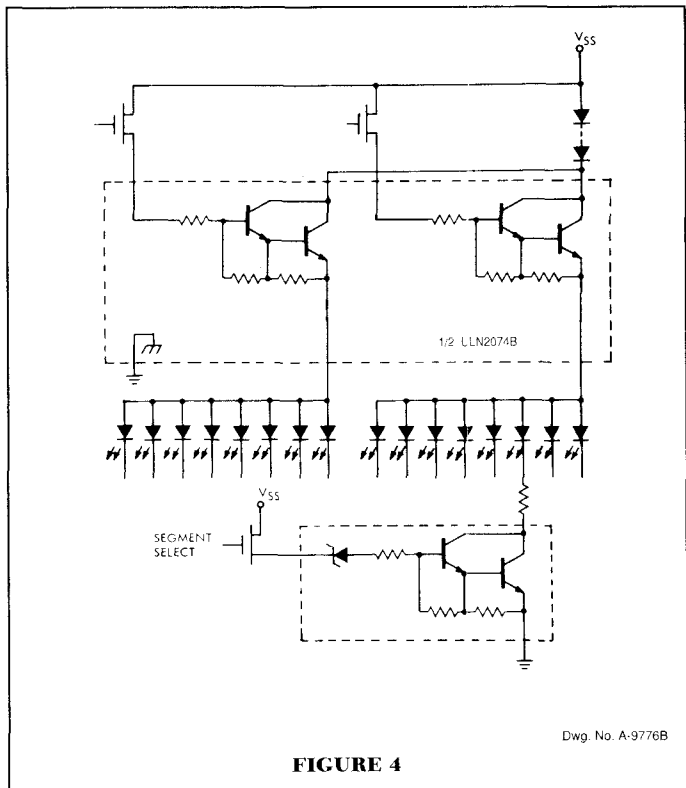 VSS
1/2 ULN2074B
VSS
SEGMENT
SELECT
Dwg. No. A-9776B
FIGURE 4